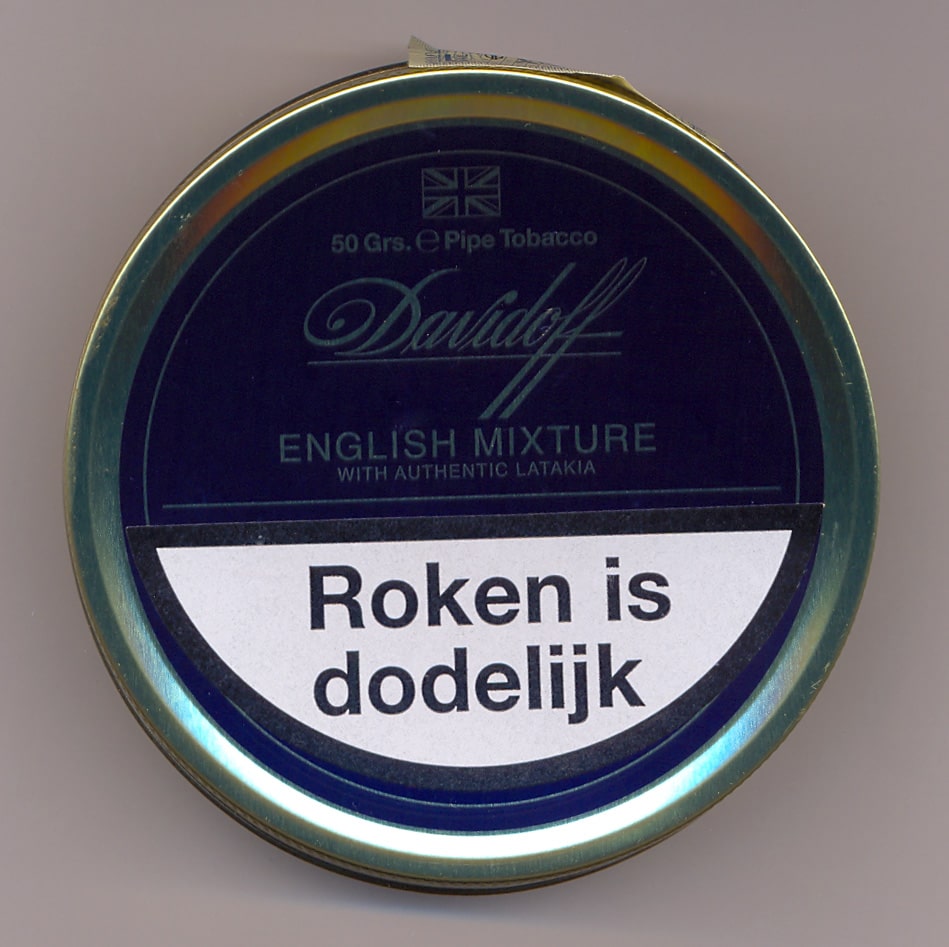 50 Grs. ℮ Pipe Tobacco
Davidoff
ENGLISH MIXTURE
WITH AUTHENTIC LATAKIA
Roken is
dodelijk